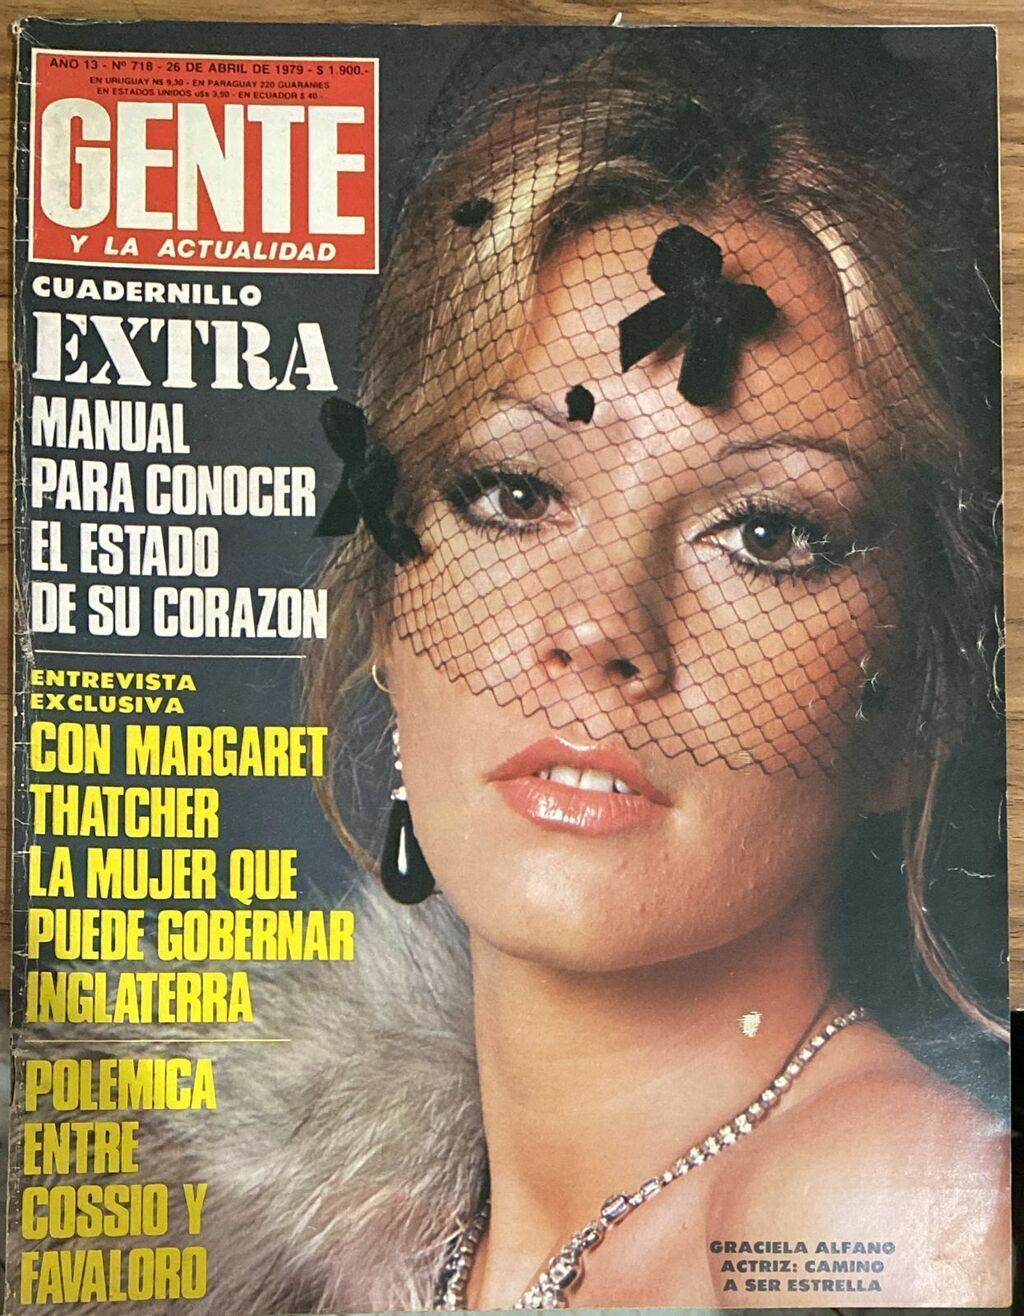 AÑO 13 - Nº 718 - 26 DE ABRIL DE 1979 - $ 1.900.-
EN URUGUAY N$ 9,30 - EN PARAGUAY 220 GUARANIES
EN ESTADOS UNIDOS u$s 3,50 - EN ECUADOR $ 40 -
GENTE
Y LA ACTUALIDAD
CUADERNILLO
EXTRA
MANUAL
PARA CONOCER
EL ESTADO
DE SU CORAZON
ENTREVISTA
EXCLUSIVA
CON MARGARET
THATCHER
LA MUJER QUE
PUEDE GOBERNAR
INGLATERRA
POLEMICA
ENTRE
COSSIO Y
FAVALORO
GRACIELA ALFANO
ACTRIZ: CAMINO
A SER ESTRELLA